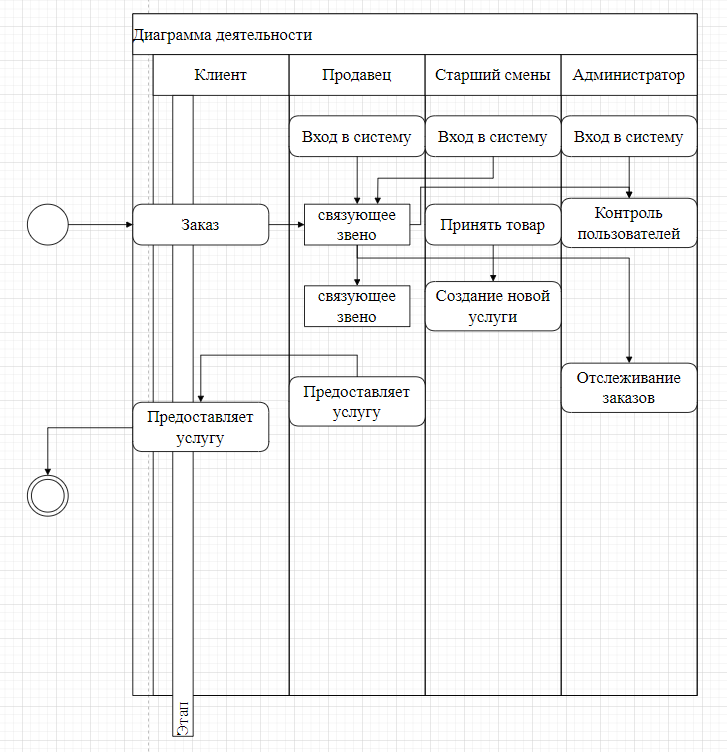 Диаграмма деятельности
Клиент
Продавец
Старший смены
Администратор
Вход в систему
Вход в систему
Вход в систему
Заказ
связующее
звено
Принять товар
Контроль
пользователей
связующее
звено
Создание новой
услуги
Предоставляет
услугу
Отслеживание
заказов
Предоставляет
услугу
Этап